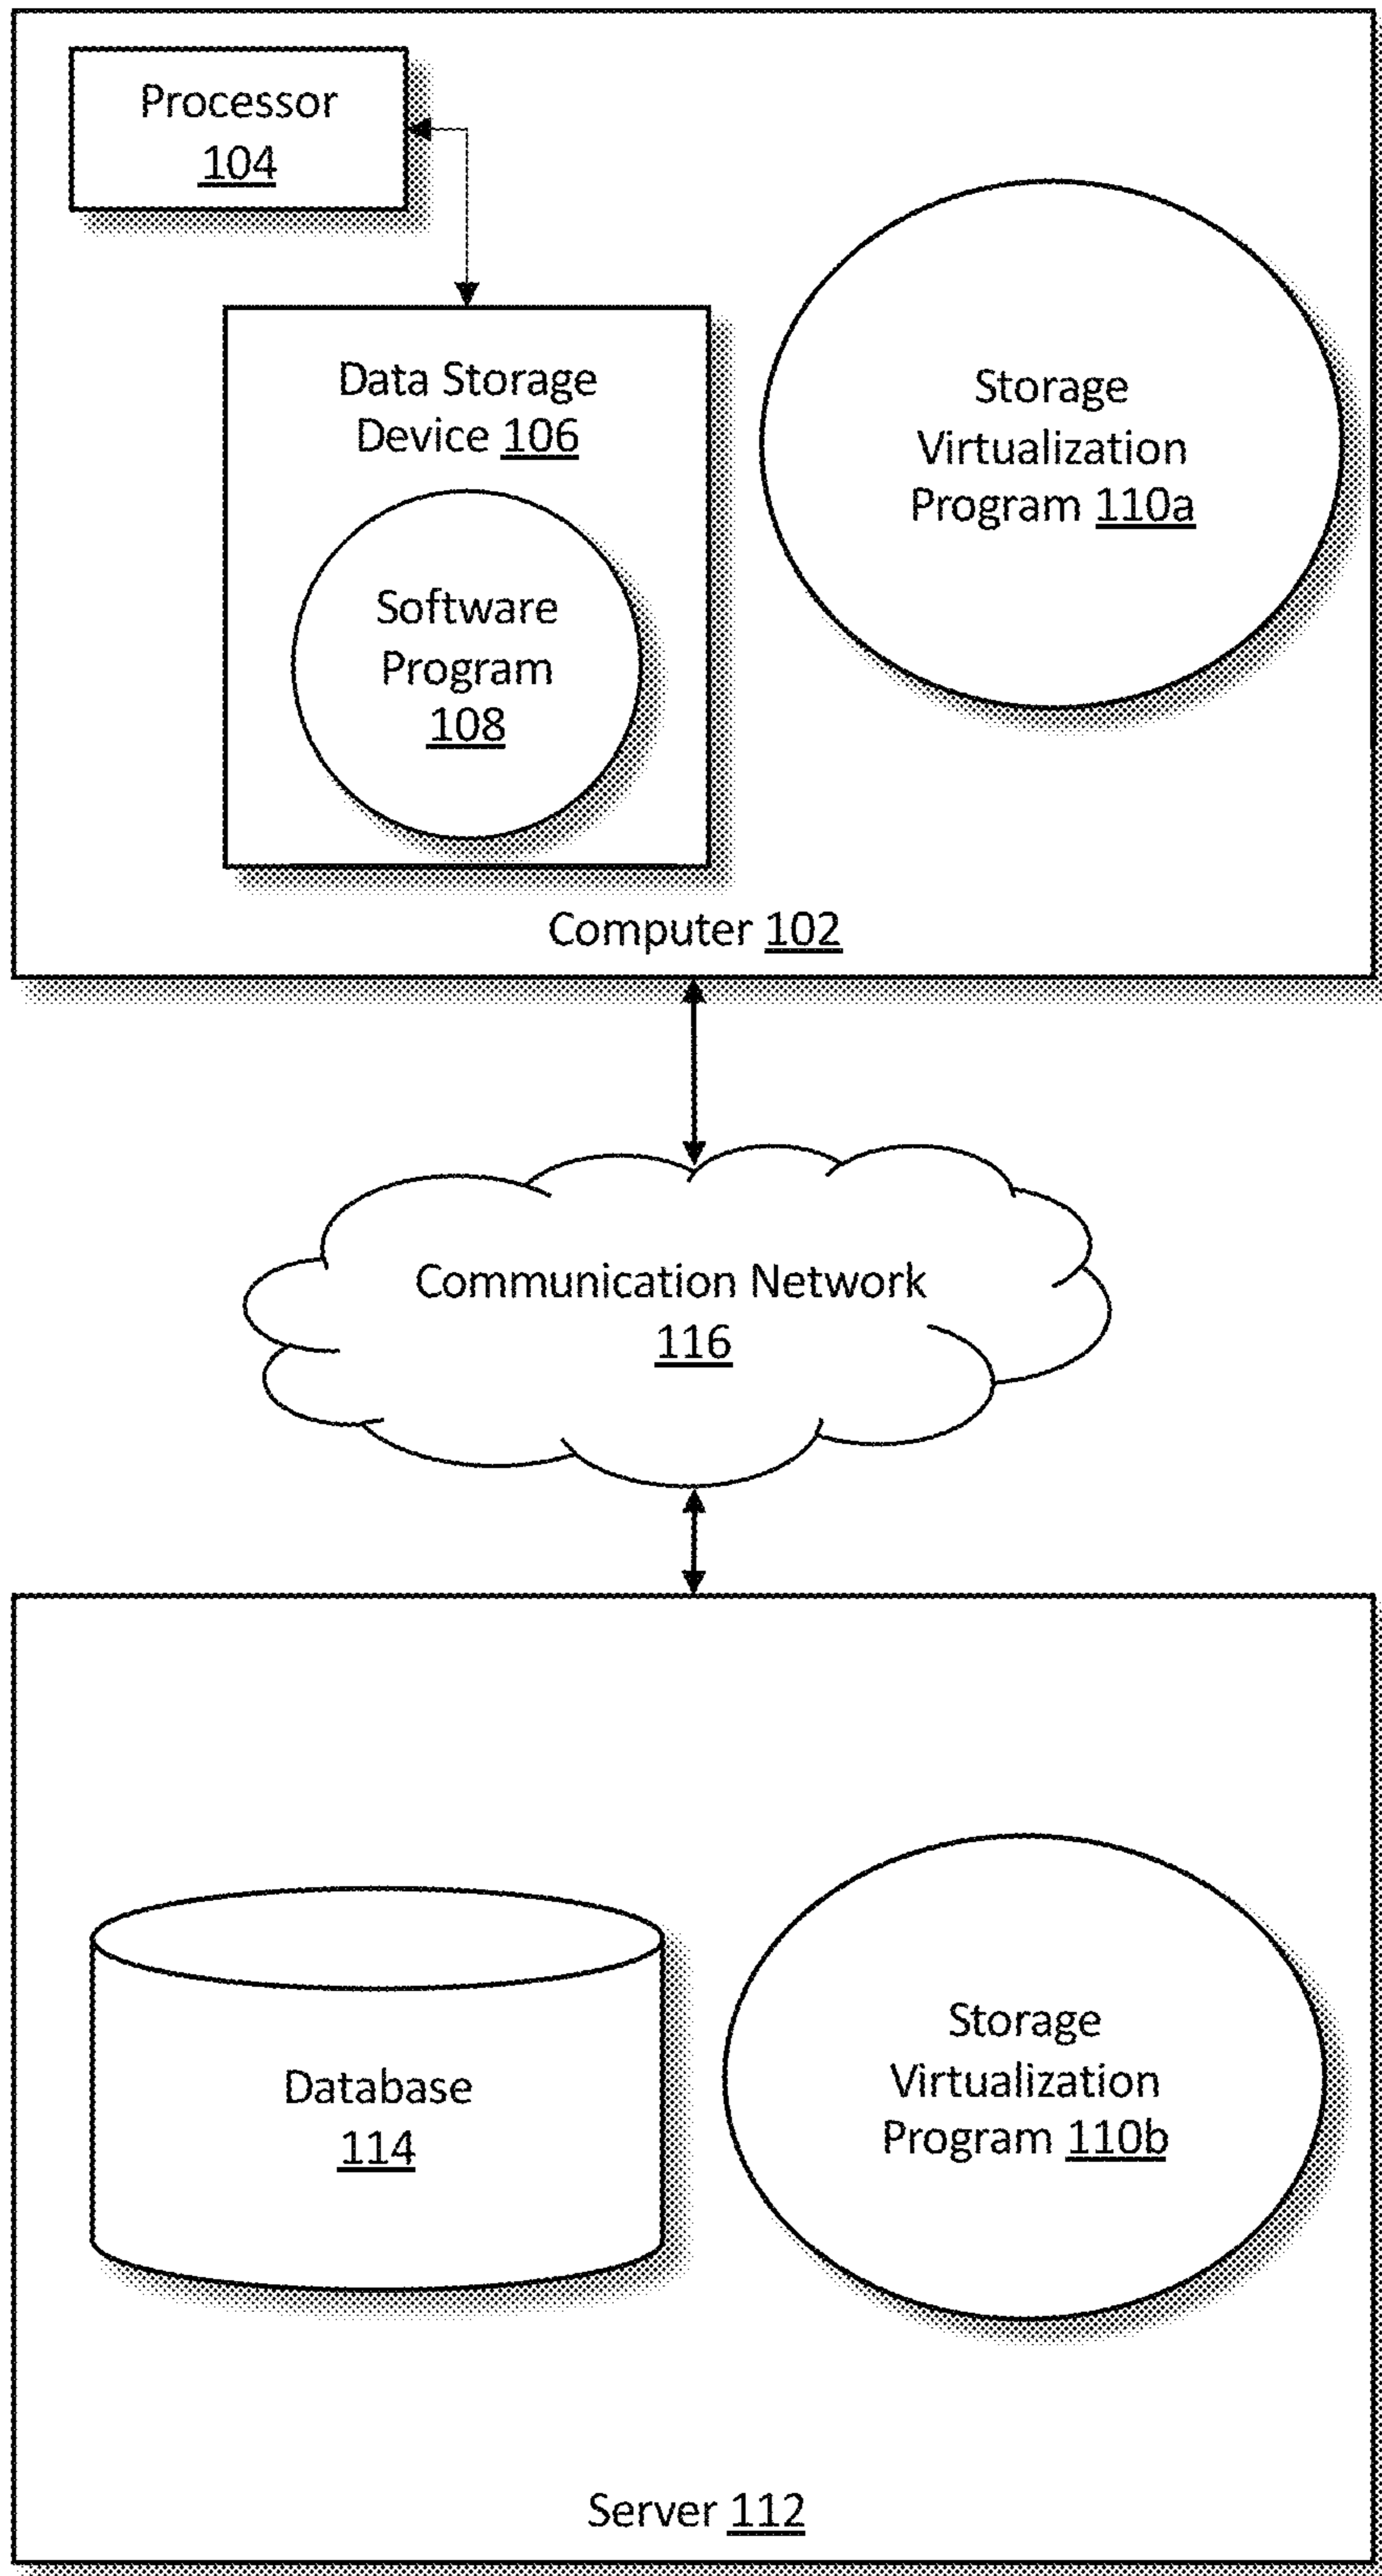 Processor
104
Data Storage
Device 106
Storage
Virtualization
Program 110a
Software
Program
108
Computer 102
Communication Network
116
Database
114
Storage
Virtualization
Program 110b
Server 112